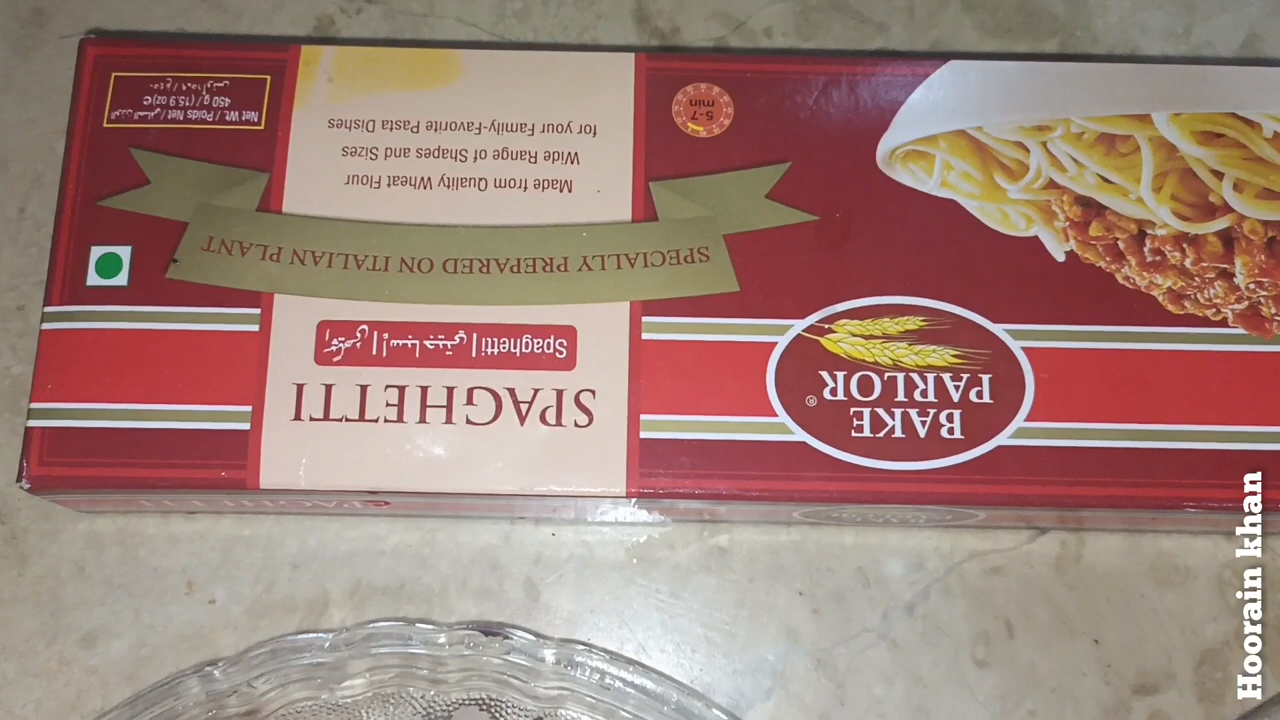 BAKE
PARLOR®
SPAGHETTI
Spaghetti
SPECIALLY PREPARED ON ITALIAN PLANT
Made from Quality Wheat Flour
Wide Range of Shapes and Sizes
for your Family-Favorite Pasta Dishes
5-7
min
Net Wt. / Poids Net /
450 g (15.9 oz) ℮
SPAGHETTI
Hoorain khan